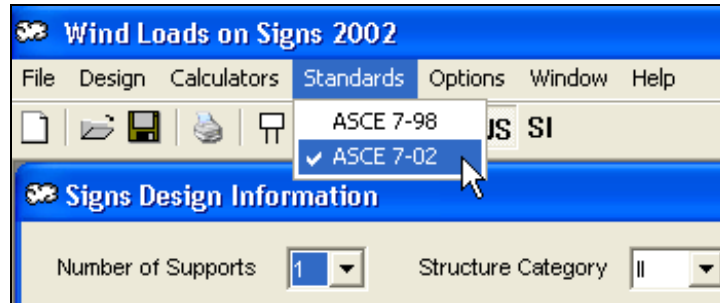 Wind Loads on Signs 2002
File Design Calculators Standards Options Window Help
ASCE 7-98
US SI
ASCE 7-02
Signs Design Information
Number of Supports 1 Structure Category II